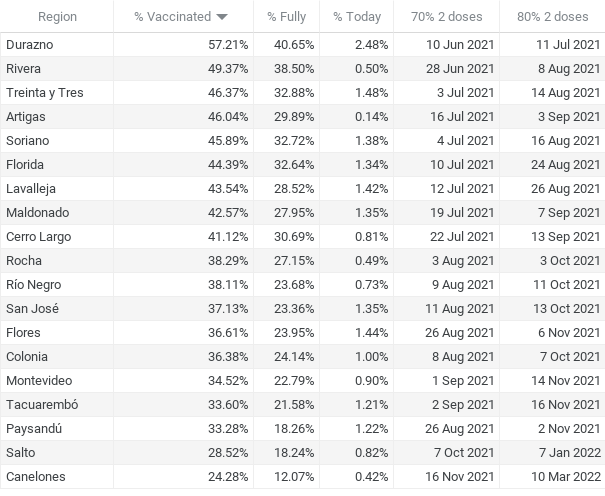 Region % Vaccinated % Fully % Today 70% 2 doses 80% 2 doses
Durazno 57.21% 40.65% 2.48% 10 Jun 2021 11 Jul 2021
Rivera 49.37% 38.50% 0.50% 28 Jun 2021 8 Aug 2021
Treinta y Tres 46.37% 32.88% 1.48% 3 Jul 2021 14 Aug 2021
Artigas 46.04% 29.89% 0.14% 16 Jul 2021 3 Sep 2021
Soriano 45.89% 32.72% 1.38% 4 Jul 2021 16 Aug 2021
Florida 44.39% 32.64% 1.34% 10 Jul 2021 24 Aug 2021
Lavalleja 43.54% 28.52% 1.42% 12 Jul 2021 26 Aug 2021
Maldonado 42.57% 27.95% 1.35% 19 Jul 2021 7 Sep 2021
Cerro Largo 41.12% 30.69% 0.81% 22 Jul 2021 13 Sep 2021
Rocha 38.29% 27.15% 0.49% 3 Aug 2021 3 Oct 2021
Río Negro 38.11% 23.68% 0.73% 9 Aug 2021 11 Oct 2021
San José 37.13% 23.36% 1.35% 11 Aug 2021 13 Oct 2021
Flores 36.61% 23.95% 1.44% 26 Aug 2021 6 Nov 2021
Colonia 36.38% 24.14% 1.00% 8 Aug 2021 7 Oct 2021
Montevideo 34.52% 22.79% 0.90% 1 Sep 2021 14 Nov 2021
Tacuarembó 33.60% 21.58% 1.21% 2 Sep 2021 16 Nov 2021
Paysandú 33.28% 18.26% 1.22% 26 Aug 2021 2 Nov 2021
Salto 28.52% 18.24% 0.82% 7 Oct 2021 7 Jan 2022
Canelones 24.28% 12.07% 0.42% 16 Nov 2021 10 Mar 2022